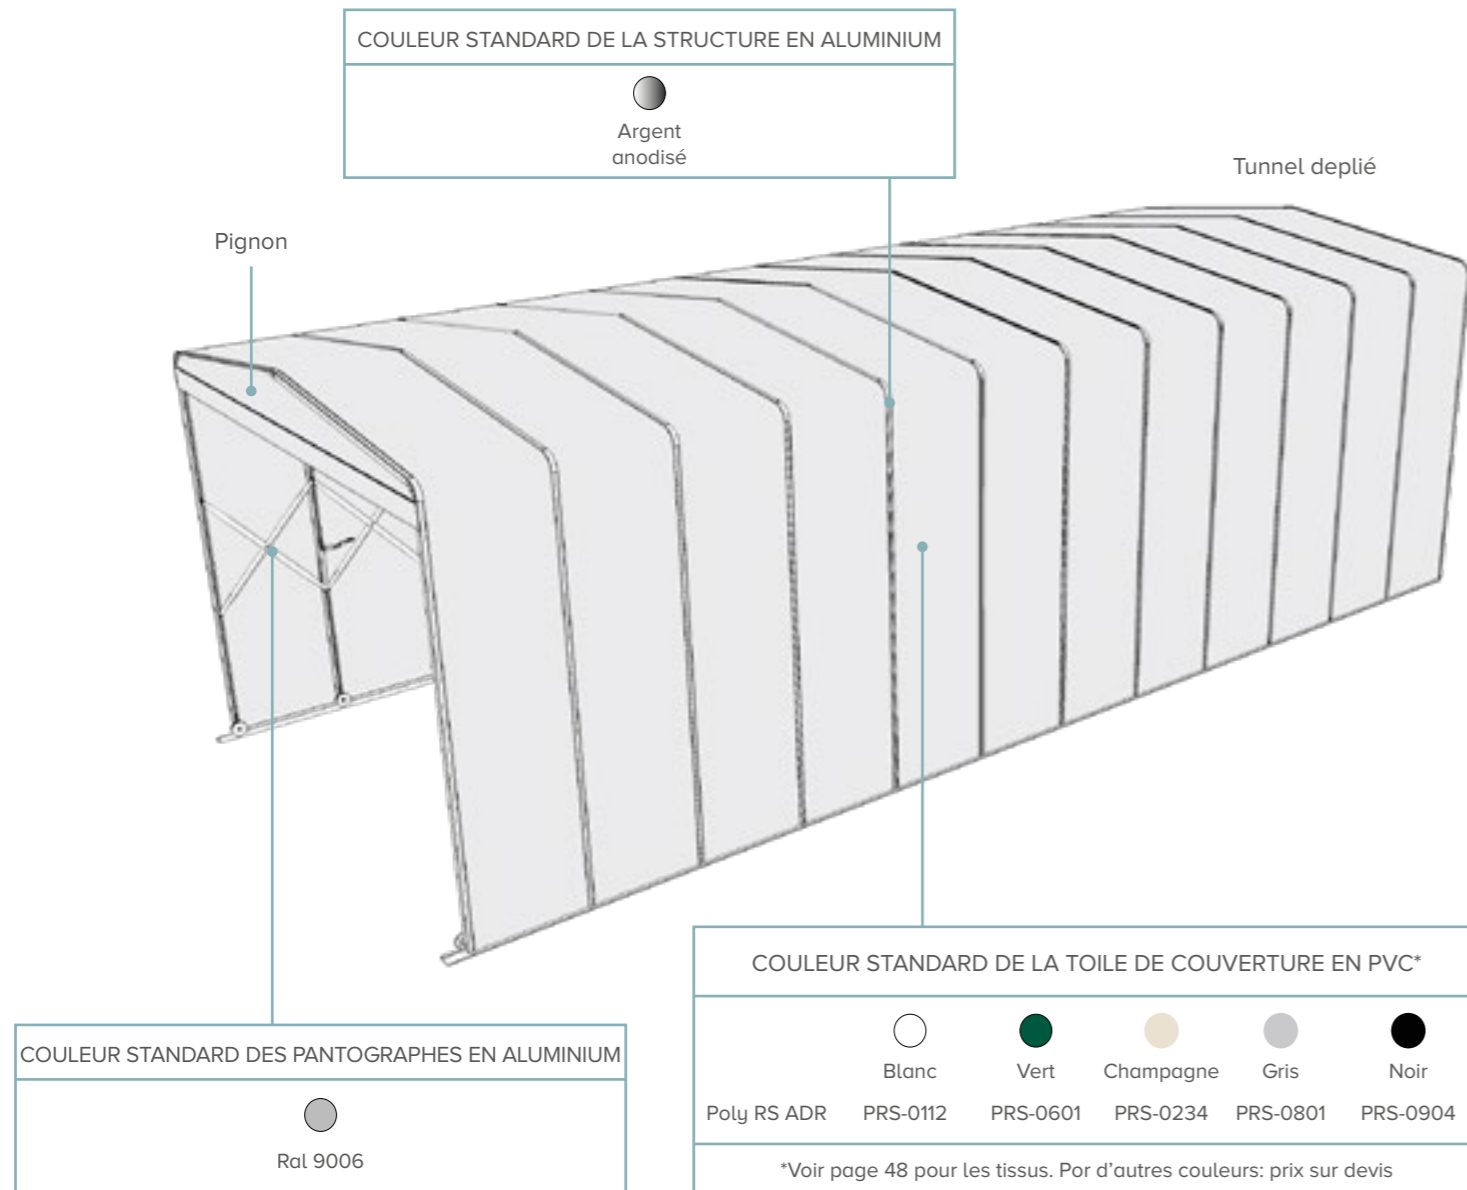 COULEUR STANDARD DE LA STRUCTURE EN ALUMINIUM
Argent
anodisé
Tunnel deplié
Pignon
COULEUR STANDARD DE LA TOILE DE COUVERTURE EN PVC*
Blanc Vert Champagne Gris Noir
Poly RS ADR PRS-0112 PRS-0601 PRS-0234 PRS-0801 PRS-0904
*Voir page 48 pour les tissus. Por d'autres couleurs: prix sur devis
COULEUR STANDARD DES PANTOGRAPHES EN ALUMINIUM
Ral 9006